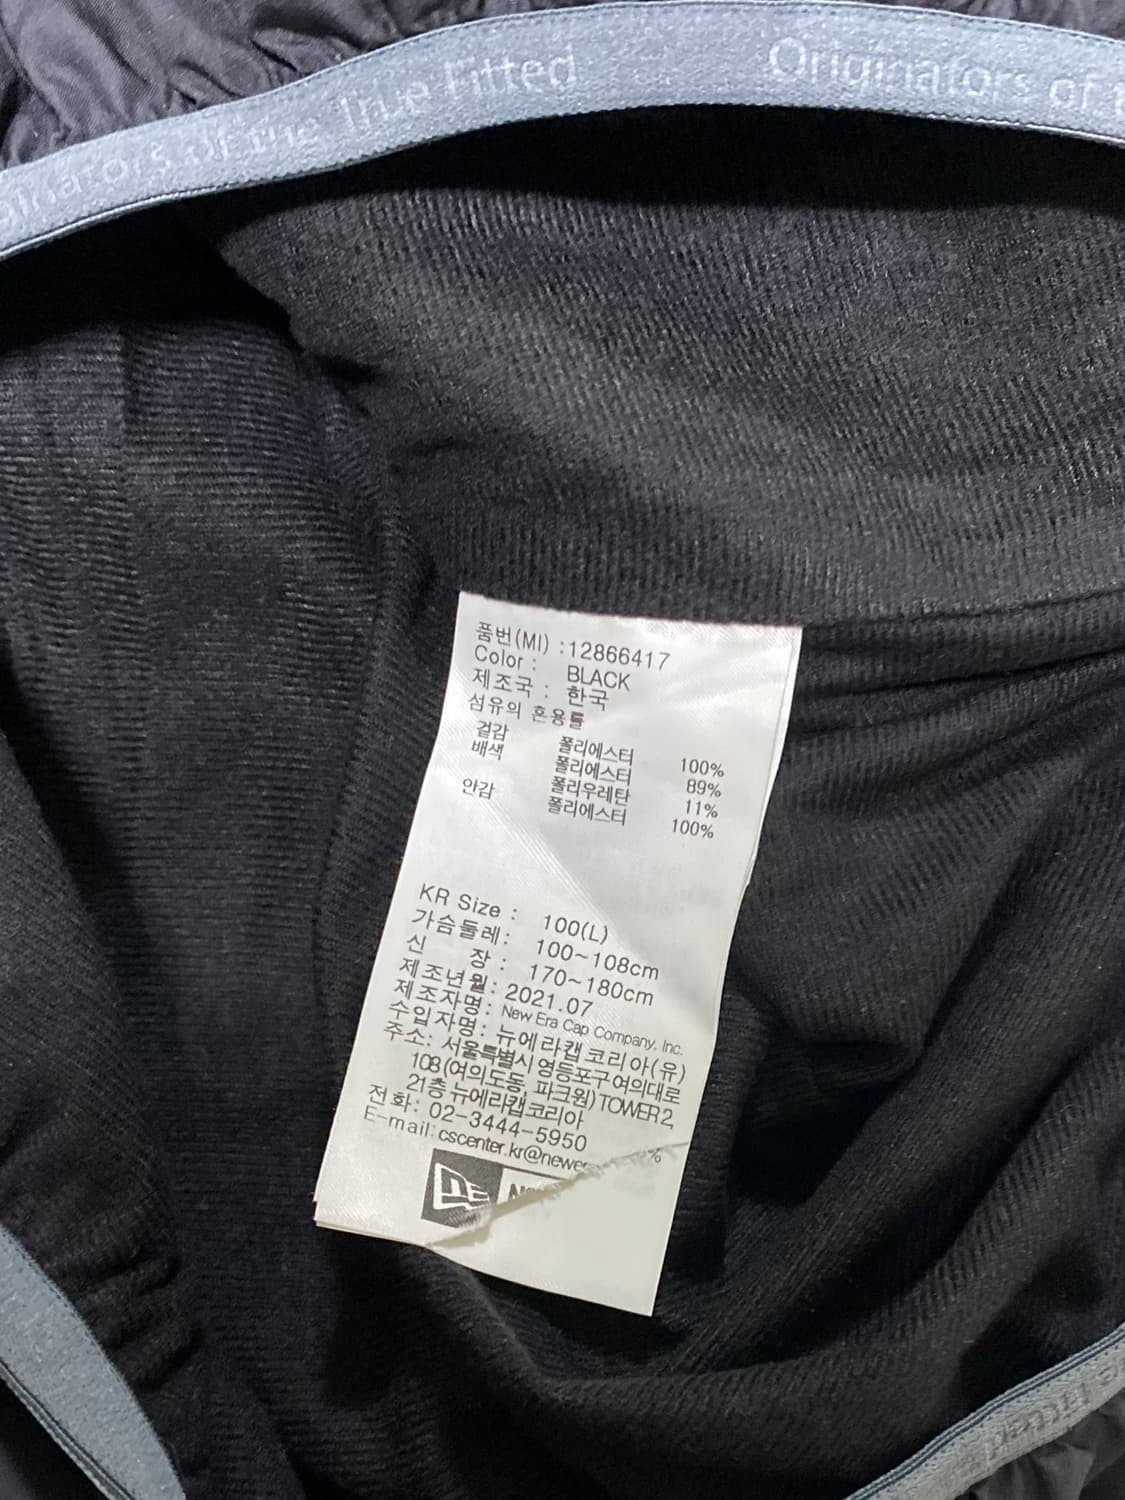 ginators of the True Fitted
Originators of t
품번(MI) :12866417
Color : BLACK
제조국 : 한국
섬유의 혼용률
겉감 폴리에스터 100%
배색 폴리에스터 89%
폴리우레탄 11%
안감 폴리에스터 100%
KR Size : 100(L)
가슴둘레: 100~108cm
신 장 : 170~180cm
제조년월: 2021.07
제조자명: New Era Cap Company. Inc.
수입자명: 뉴에라캡코리아(유)
주소: 서울특별시 영등포구여의대로
108(여의도동, 파크원) TOWER 2,
21층 뉴에라캡코리아
전화: 02-3444-5950
E-mail:cscenter.kr@newer
%
NE
Fitted